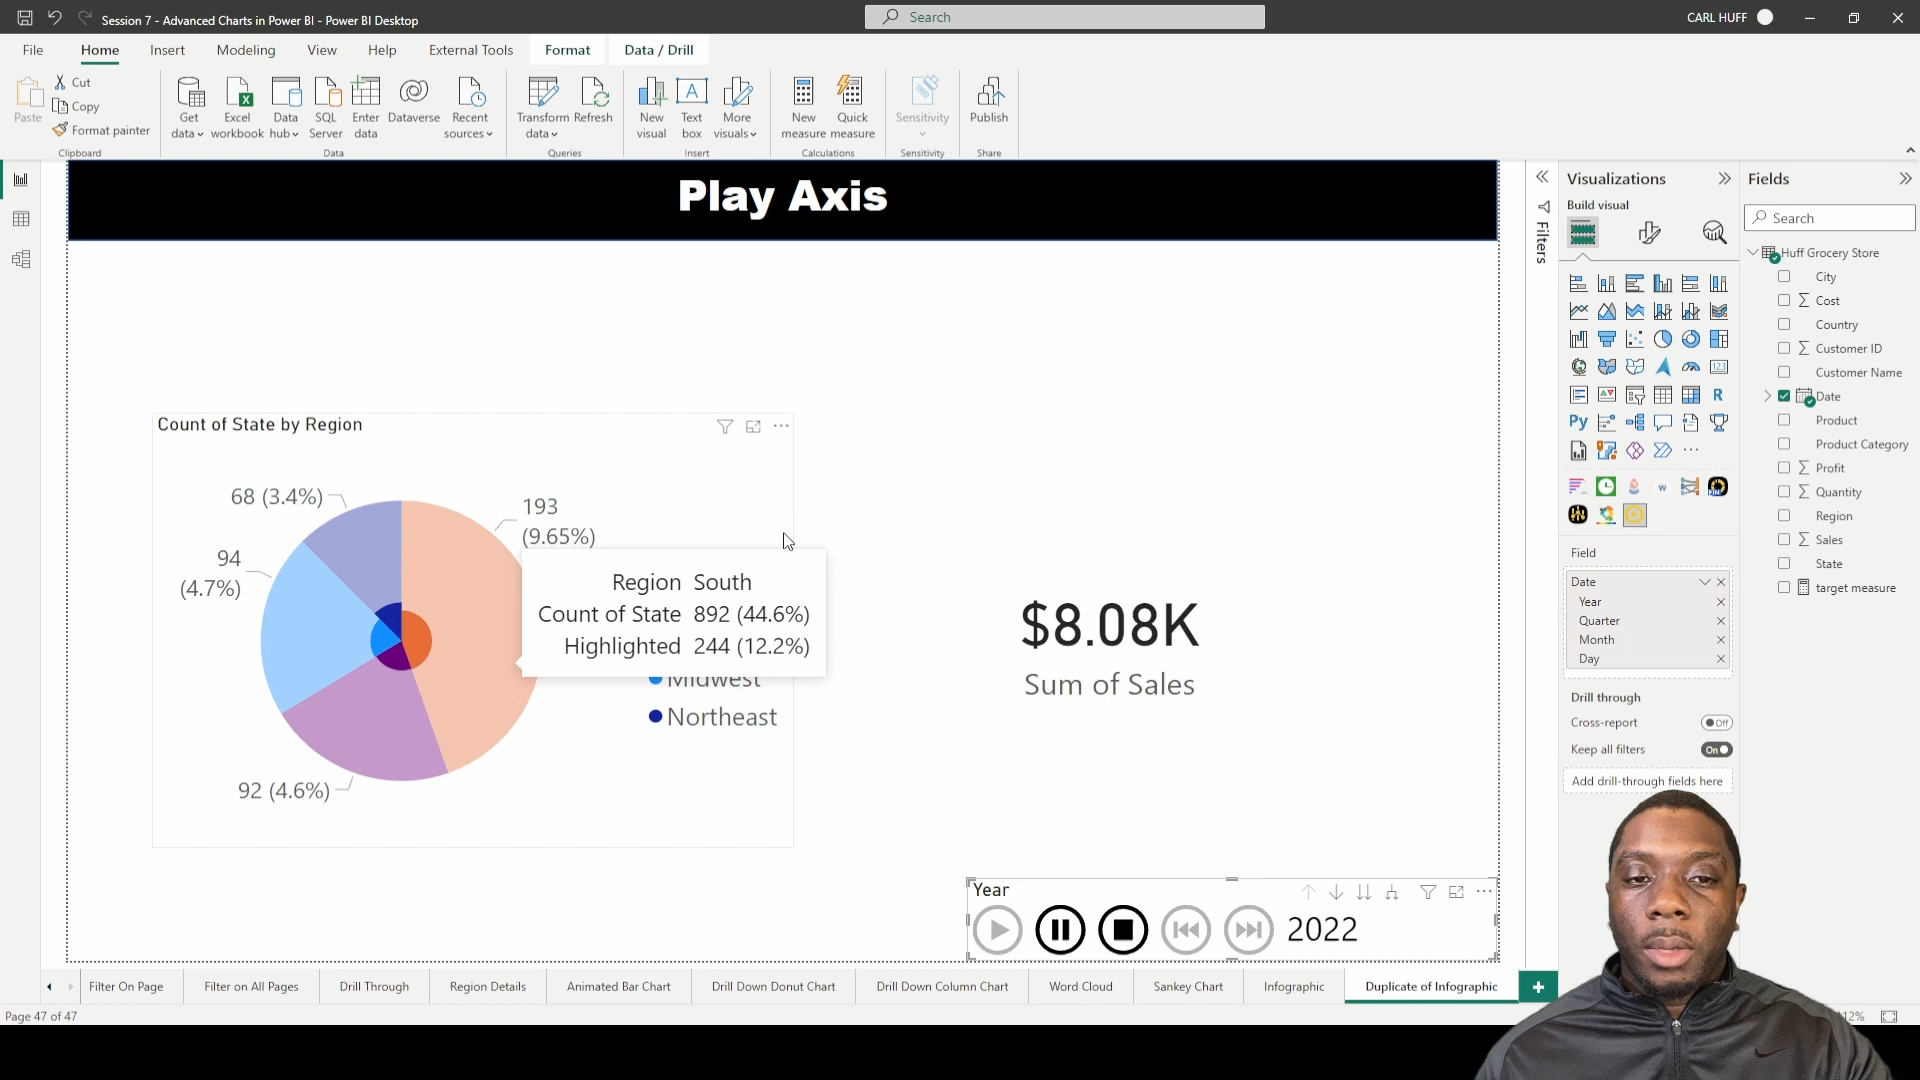 Session 7 - Advanced Charts in Power BI - Power BI Desktop
Search
CARL HUFF
File
Home
Insert
Modeling
View
Help
External Tools
Format
Data / Drill
Paste
Cut
Copy
Format painter
Clipboard
Get data
Excel workbook
Data hub
SQL Server
Enter data
Dataverse
Recent sources
Data
Transform data
Refresh
Queries
New visual
Text box
More visuals
Insert
New measure
Quick measure
Calculations
Sensitivity
Sensitivity
Publish
Share
Play Axis
Count of State by Region
68 (3.4%)
193
(9.65%)
94
(4.7%)
92 (4.6%)
Region South
Count of State 892 (44.6%)
Highlighted 244 (12.2%)
Midwest
Northeast
$8.08K
Sum of Sales
Year
2022
Filters
Visualizations
Build visual
123
R
Py
Field
Date
Year
Quarter
Month
Day
Drill through
Cross-report
Off
Keep all filters
On
Add drill-through fields here
Fields
Search
Huff Grocery Store
City
Cost
Country
Customer ID
Customer Name
Date
Product
Product Category
Profit
Quantity
Region
Sales
State
target measure
Filter On Page
Filter on All Pages
Drill Through
Region Details
Animated Bar Chart
Drill Down Donut Chart
Drill Down Column Chart
Word Cloud
Sankey Chart
Infographic
Duplicate of Infographic
Page 47 of 47